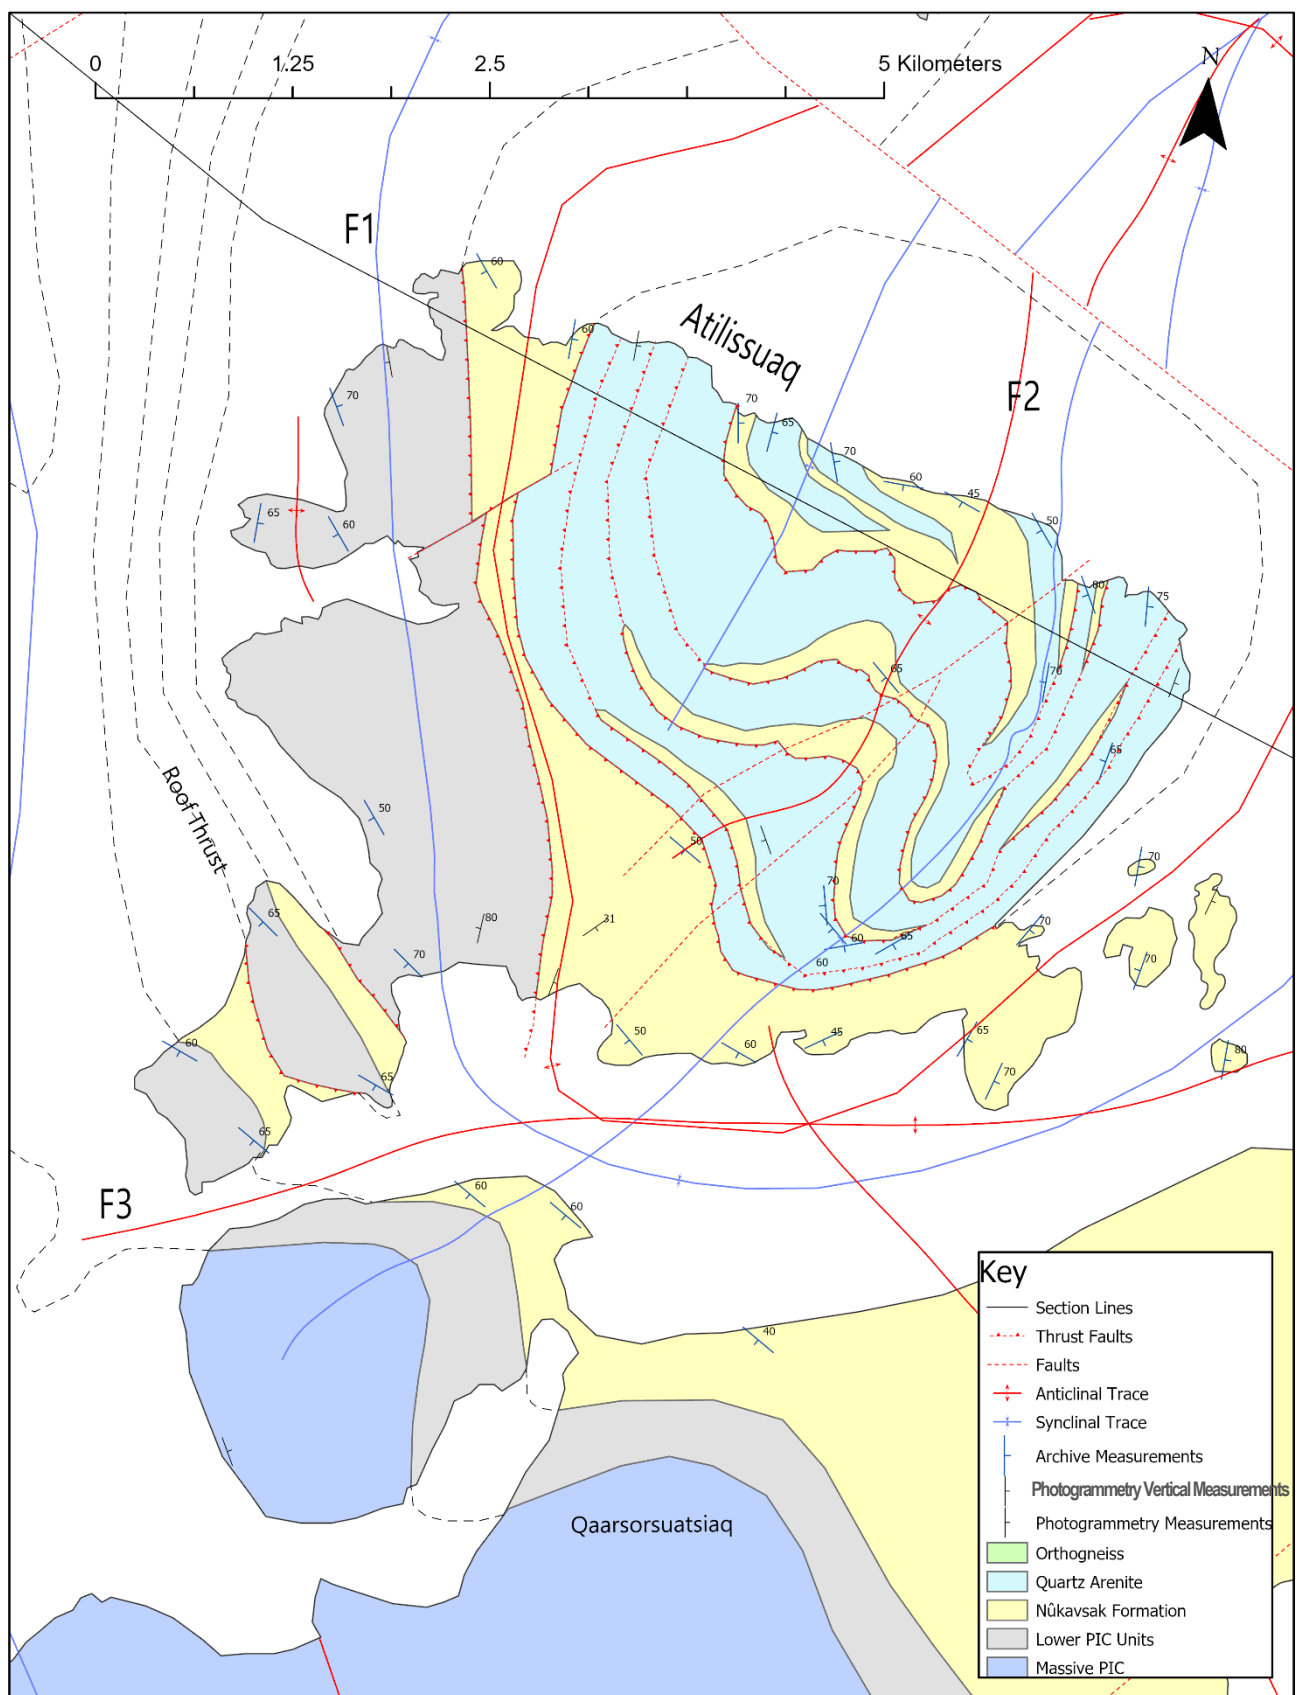 N
0 1.25 2.5 5 Kilometers
F1
60
60
Atilissuaq
70
70
65
F2
70
60
45
50
65
60
80
75
65
70
65
50
50
Roof Thrust
70
70
65
80
31
70
60
65
70
60
70
60
50
60
45
65
80
65
70
65
60
F3
60
40
Qaarsorsuatsiaq
Key
Section Lines
Thrust Faults
Faults
Anticlinal Trace
Synclinal Trace
Archive Measurements
Photogrammetry Vertical Measurements
Photogrammetry Measurements
Orthogneiss
Quartz Arenite
Nûkavsak Formation
Lower PIC Units
Massive PIC